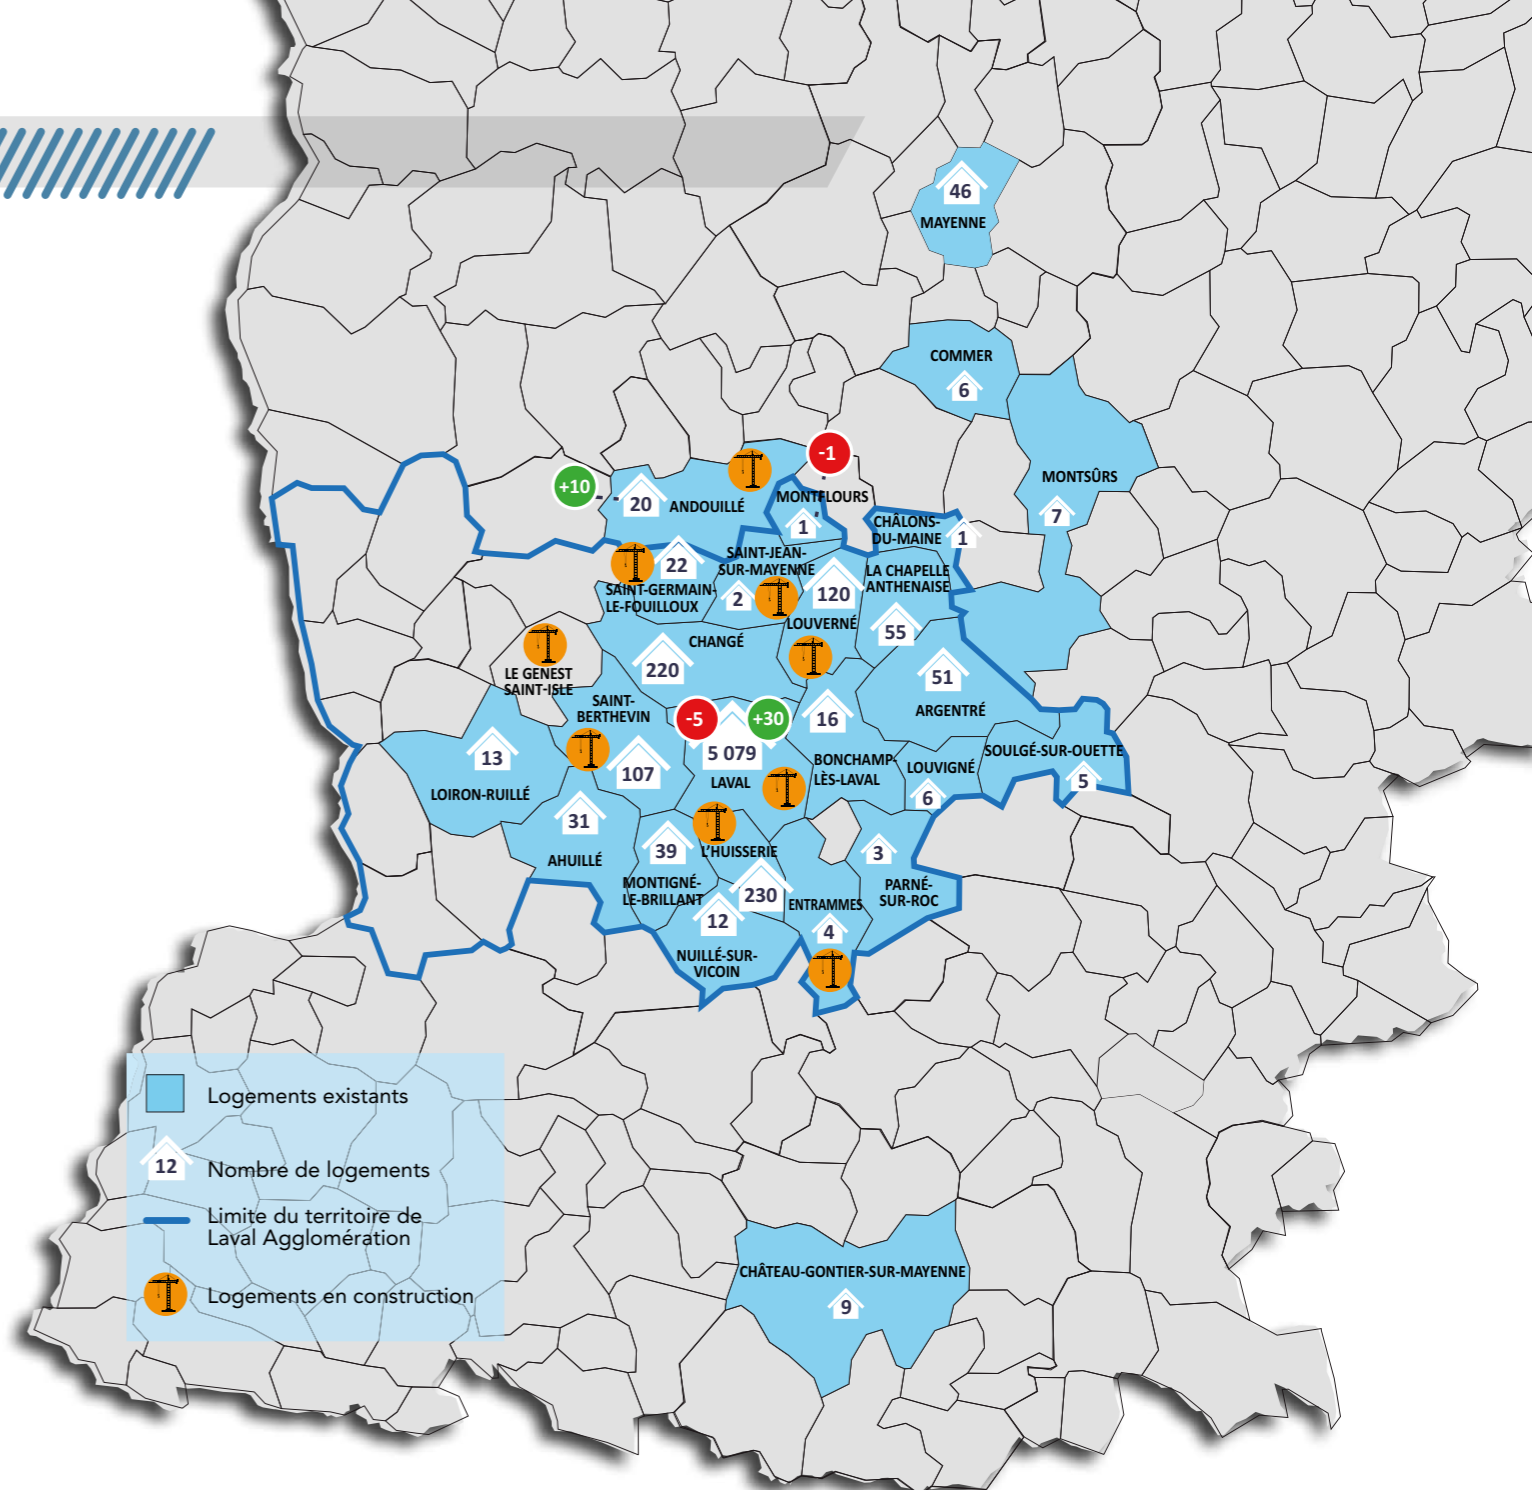 46
MAYENNE
COMMER
6
MONTSÛRS
7
-1
+10
20
ANDOUILLÉ
MONTFLOURS
1
CHÂLONS-
DU-MAINE
1
22
SAINT-GERMAIN-
LE-FOUILLOUX
SAINT-JEAN-
SUR-MAYENNE
2
120
LOUVERNÉ
LA CHAPELLE
ANTHENAISE
55
CHANGÉ
220
LE GENEST
SAINT-ISLE
51
ARGENTRÉ
SAINT-
BERTHEVIN
107
-5
+30
5 079
LAVAL
16
BONCHAMP-
LÈS-LAVAL
LOUVIGNÉ
6
SOULGÉ-SUR-OUETTE
5
13
LOIRON-RUILLÉ
31
AHUILLÉ
39
MONTIGNÉ-
LE-BRILLANT
L'HUISSERIE
230
12
NUILLÉ-SUR-
VICOIN
ENTRAMMES
4
3
PARNÉ-
SUR-ROC
Logements existants
12
Nombre de logements
Limite du territoire de
Laval Agglomération
Logements en construction
CHÂTEAU-GONTIER-SUR-MAYENNE
9